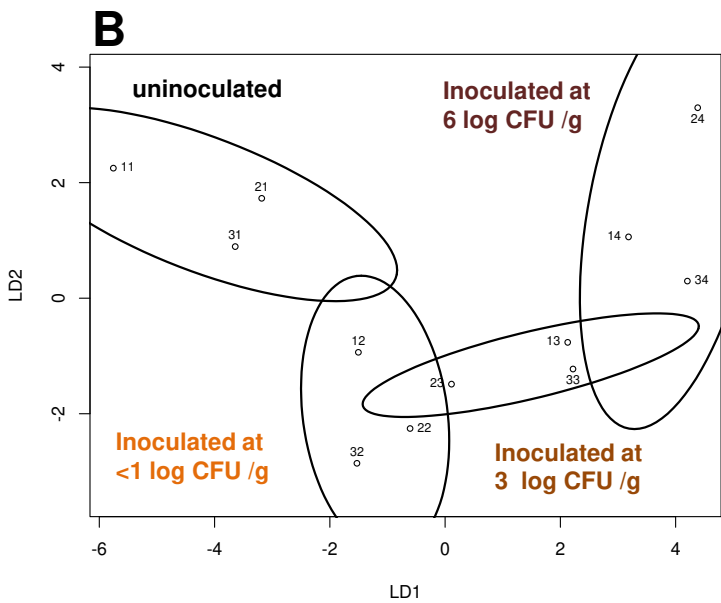 B
uninoculated
Inoculated at
6 log CFU /g
24
11
21
31
14
34
12
13
23
33
22
32
Inoculated at
<1 log CFU /g
Inoculated at
3 log CFU /g
4
2
0
-2
LD2
-6
-4
-2
0
2
4
LD1